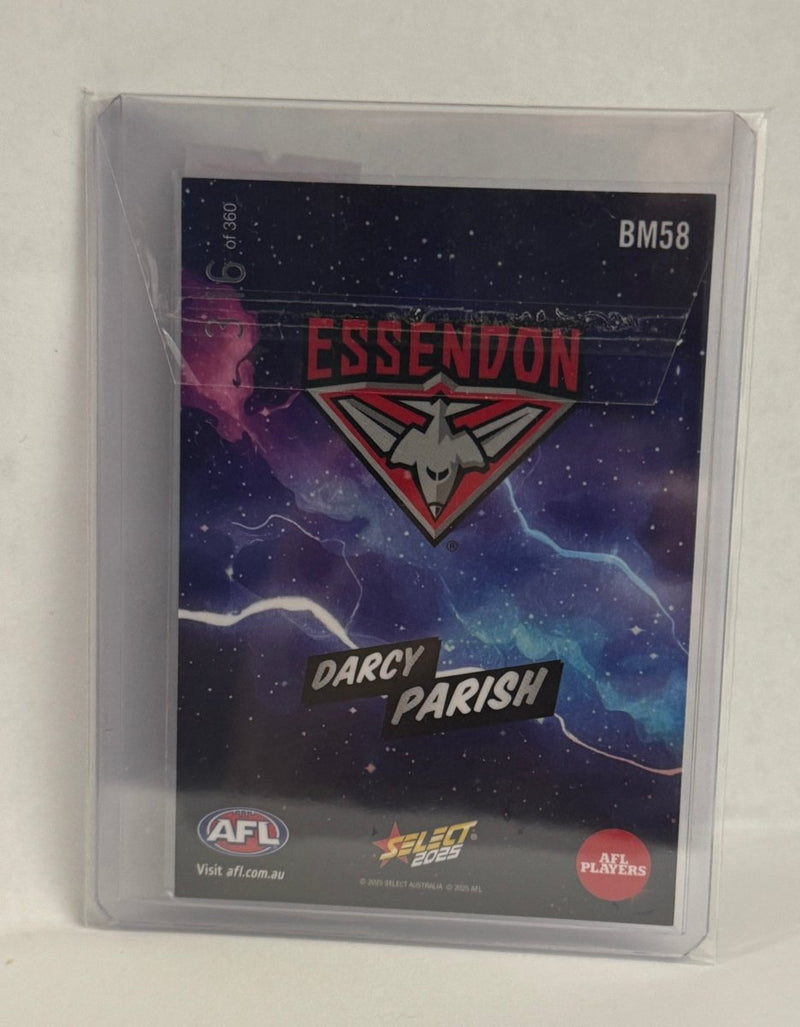 of 360
BM58
ESSENDON
®
DARCY
PARISH
AFL
Visit afl.com.au
SELECT
2025
© 2025 SELECT AUSTRALIA © 2025 AFL
AFL
PLAYERS